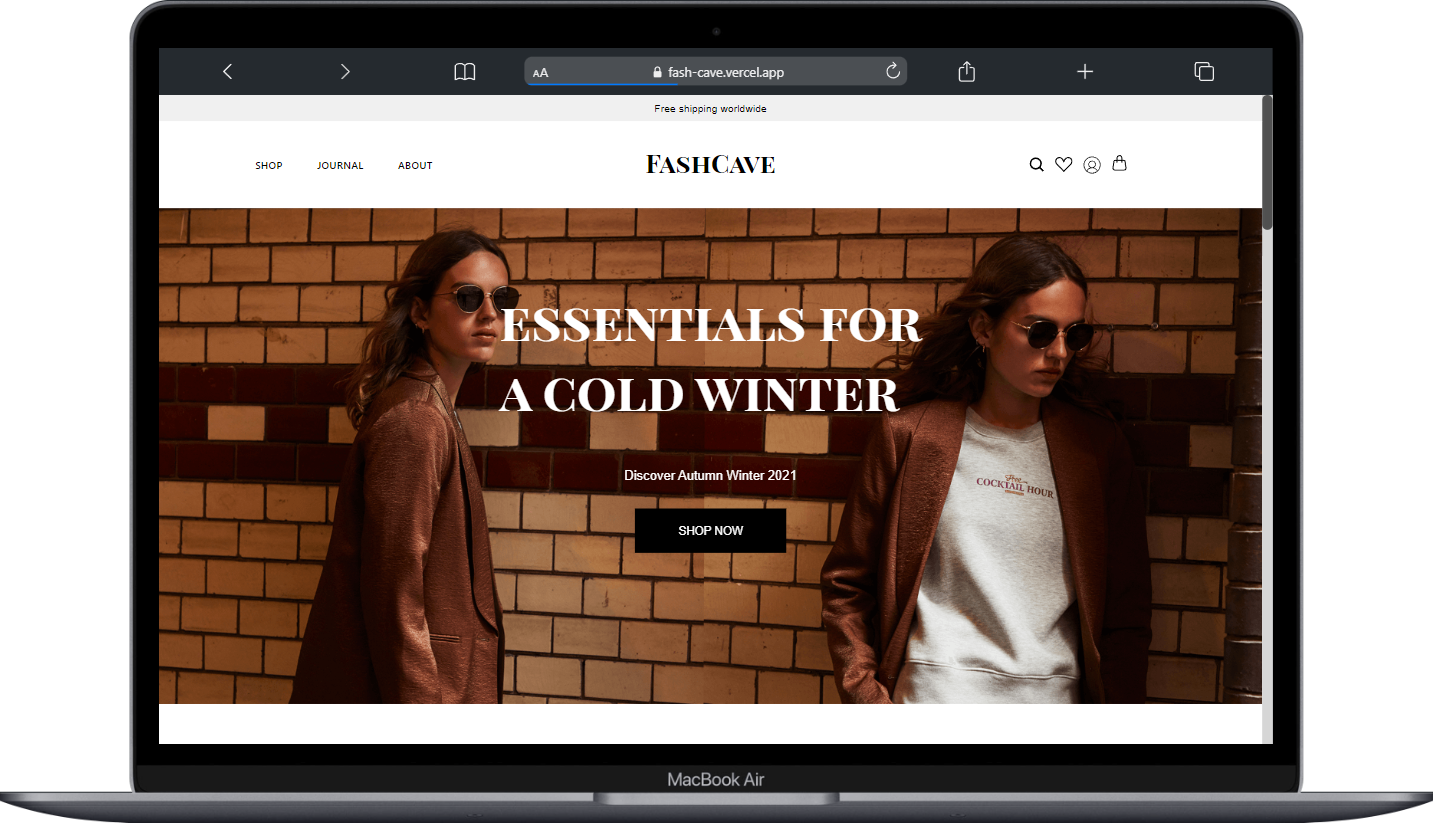 AA fash-cave.vercel.app
Free shipping worldwide
SHOP JOURNAL ABOUT FASHCAVE
ESSENTIALS FOR
A COLD WINTER
Discover Autumn Winter 2021
SHOP NOW
Free
COCKTAIL HOUR
MacBook Air